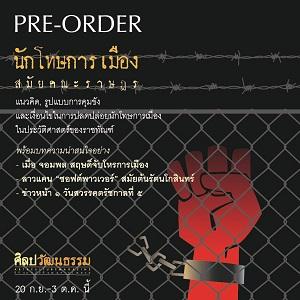 PRE-ORDER
นักโทษการเมือง
สมัยคณะราษฎร
แนวคิด, รูปแบบการคุมขัง
และเงื่อนไขในการปลดปล่อยนักโทษการเมือง
ในประวัติศาสตร์ของราชทัณฑ์
พร้อมบทความน่าสนใจอย่าง
- เมื่อ จอมพล สฤษดิ์จับโหรการเมือง
- ลาวแคน "ซอฟต์พาวเวอร์" สมัยต้นรัตนโกสินทร์
- ข่าวหน้า ๑ วันสวรรคตรัชกาลที่ ๕
ศิลปวัฒนธรรม
20 ก.ย.-3 ต.ค. นี้